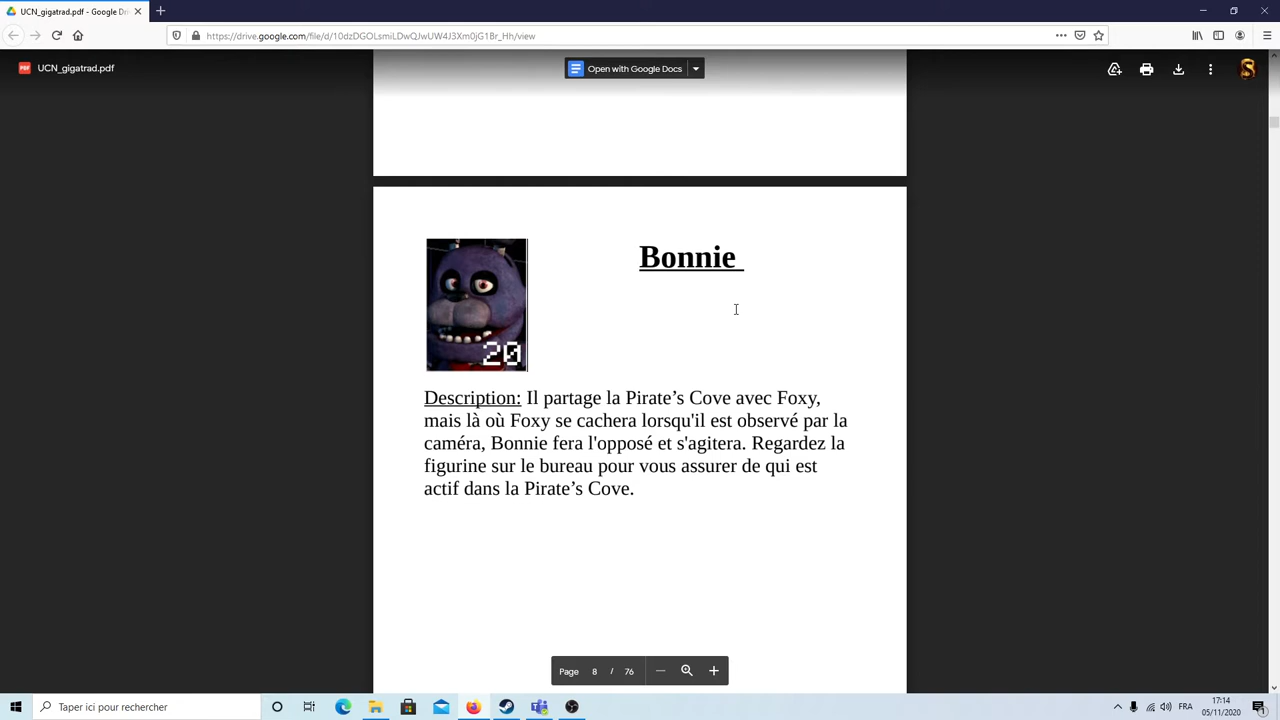 UCN_gigatrad.pdf - Google Dri
https://drive.google.com/file/d/10dzDGOLsmiLDwQJwUW4J3Xm0jG1Br_Hh/view
UCN_gigatrad.pdf
Open with Google Docs
Bonnie
20
Description: Il partage la Pirate’s Cove avec Foxy,
mais là où Foxy se cachera lorsqu'il est observé par la
caméra, Bonnie fera l'opposé et s'agitera. Regardez la
figurine sur le bureau pour vous assurer de qui est
actif dans la Pirate’s Cove.
Page 8 / 76
Taper ici pour rechercher
FRA
17:14
05/11/2020